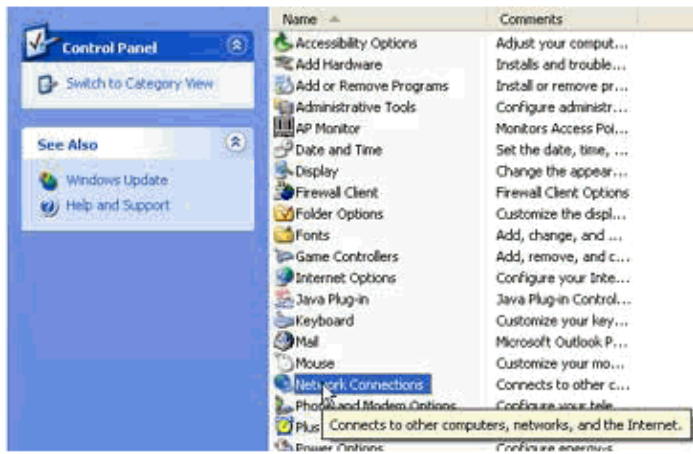 Control Panel
Switch to Category View
See Also
Windows Update
Help and Support
Name Comments
Accessibility Options Adjust your comput...
Add Hardware Installs and trouble...
Add or Remove Programs Install or remove pr...
Administrative Tools Configure administr...
AP Monitor Monitors Access Poi...
Date and Time Set the date, time, ...
Display Change the appear...
Firewall Client Firewall Client Options
Folder Options Customize the displ...
Fonts Add, change, and ...
Game Controllers Add, remove, and c...
Internet Options Configure your Inte...
Java Plug-in Java Plug-in Control...
Keyboard Customize your key...
Mail Microsoft Outlook P...
Mouse Customize your mo...
Network Connections Connects to other c...
Phone and Modem Options Configure your tele...
Plus
Connects to other computers, networks, and the Internet.
Power Options Configure energy-s...